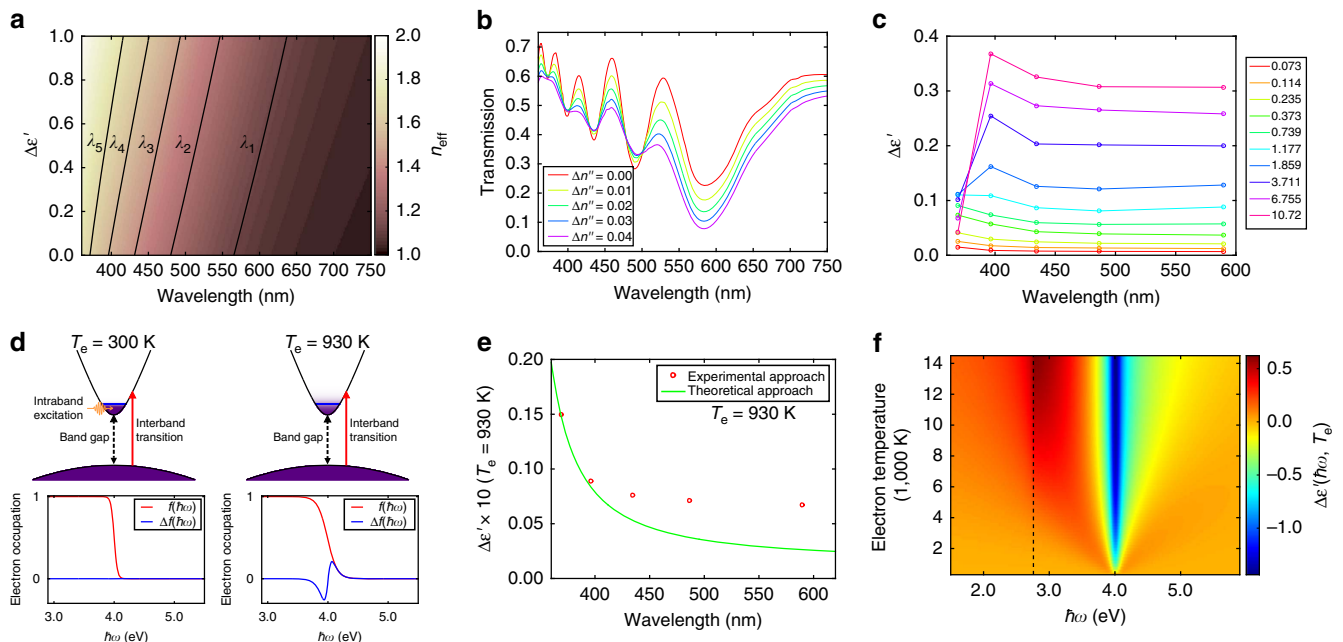 a
1.0
0.8
0.6
0.4
0.2
0.0
Δε′
λ5 λ4 λ3 λ2 λ1
400 450 500 550 600 650 700 750
Wavelength (nm)
2.0
1.8
1.6
1.4
1.2
1.0
neff
b
0.7
0.6
0.5
0.4
0.3
0.2
0.1
0.0
Transmission
Δn″ = 0.00
Δn″ = 0.01
Δn″ = 0.02
Δn″ = 0.03
Δn″ = 0.04
400 450 500 550 600 650 700 750
Wavelength (nm)
c
0.4
0.3
0.2
0.1
0.0
Δε′
400 450 500 550 600
Wavelength (nm)
0.073
0.114
0.235
0.373
0.739
1.177
1.859
3.711
6.755
10.72
d
Te = 300 K
Intraband
excitation
Band gap
Interband
transition
Te = 930 K
Band gap
Interband
transition
Electron occupation
1
0
f(ħω)
Δf(ħω)
3.0 4.0 5.0
ħω (eV)
Electron occupation
1
0
f(ħω)
Δf(ħω)
3.0 4.0 5.0
ħω (eV)
e
0.20
0.15
0.10
0.05
0.00
Δε′ × 10 (Te = 930 K)
Experimental approach
Theoretical approach
Te = 930 K
400 450 500 550 600
Wavelength (nm)
f
14
12
10
8
6
4
2
Electron temperature
(1,000 K)
2.0 3.0 4.0 5.0
ħω (eV)
0.5
0.0
−0.5
−1.0
Δε′(ħω, Te)